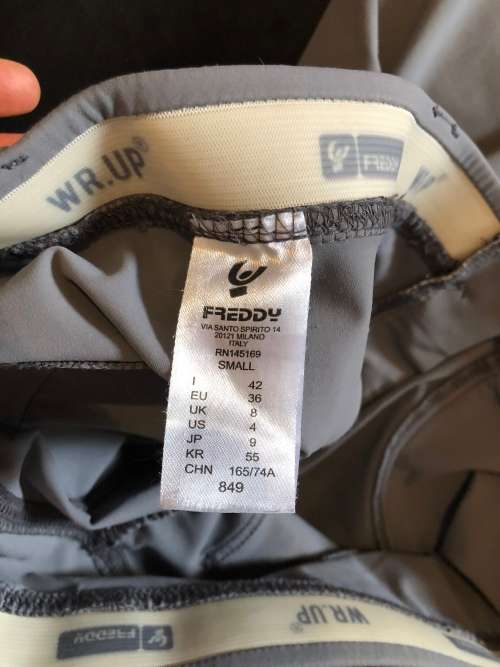 WR.UP®
FREDDY
FREDDY
VIA SANTO SPIRITO 14
20121 MILANO
ITALY
RN145169
SMALL
I 42
EU 36
UK 8
US 4
JP 9
KR 55
CHN 165/74A
849
FREDDY
WR.UP®